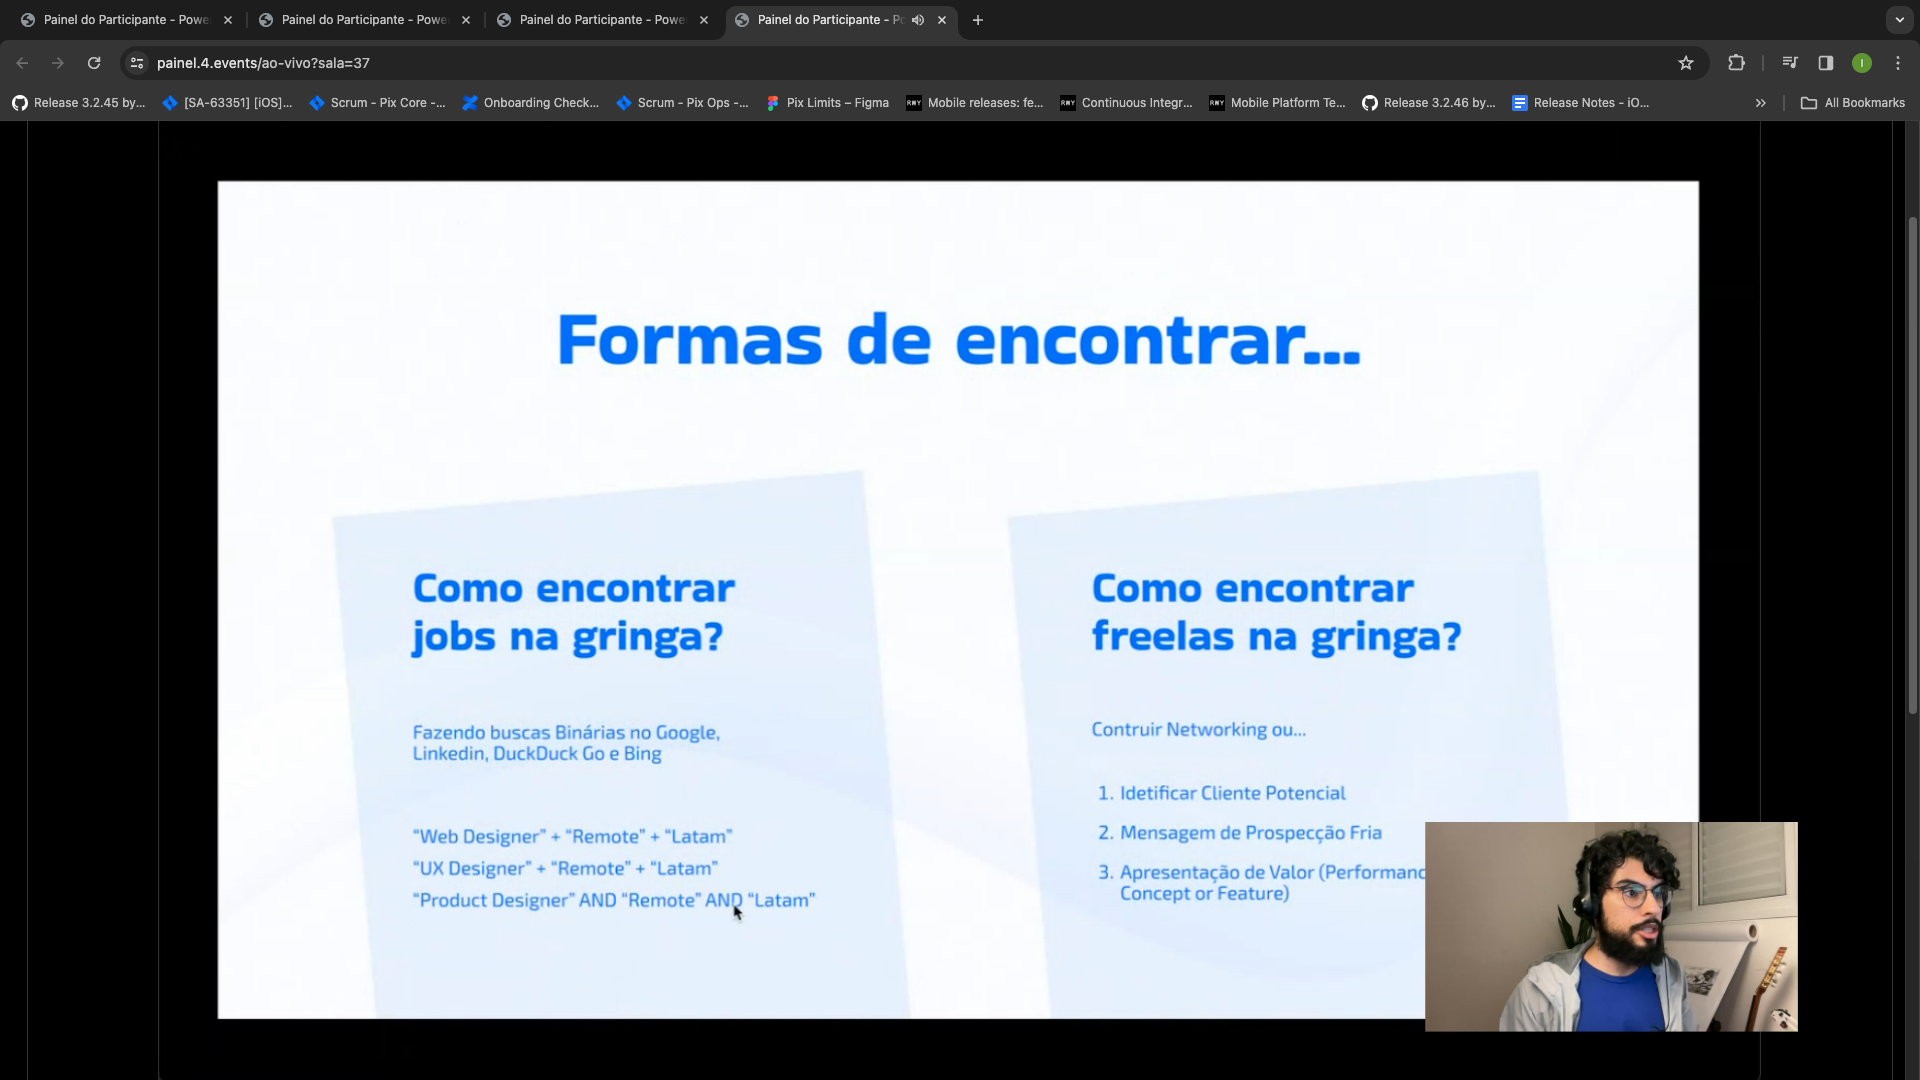 Painel do Participante - Powe
Painel do Participante - Powe
Painel do Participante - Powe
Painel do Participante - Po
painel.4.events/ao-vivo?sala=37
Release 3.2.45 by...
[SA-63351] [iOS]...
Scrum - Pix Core -...
Onboarding Check...
Scrum - Pix Ops -...
Pix Limits – Figma
RWY
Mobile releases: fe...
RWY
Continuous Integr...
RWY
Mobile Platform Te...
Release 3.2.46 by...
Release Notes - iO...
All Bookmarks
Formas de encontrar...
Como encontrar
jobs na gringa?
Fazendo buscas Binárias no Google,
Linkedin, DuckDuck Go e Bing
“Web Designer” + “Remote” + “Latam”
“UX Designer” + “Remote” + “Latam”
“Product Designer” AND “Remote” AND “Latam”
Como encontrar
freelas na gringa?
Contruir Networking ou...
1. Idetificar Cliente Potencial
2. Mensagem de Prospecção Fria
3. Apresentação de Valor (Performanc
Concept or Feature)